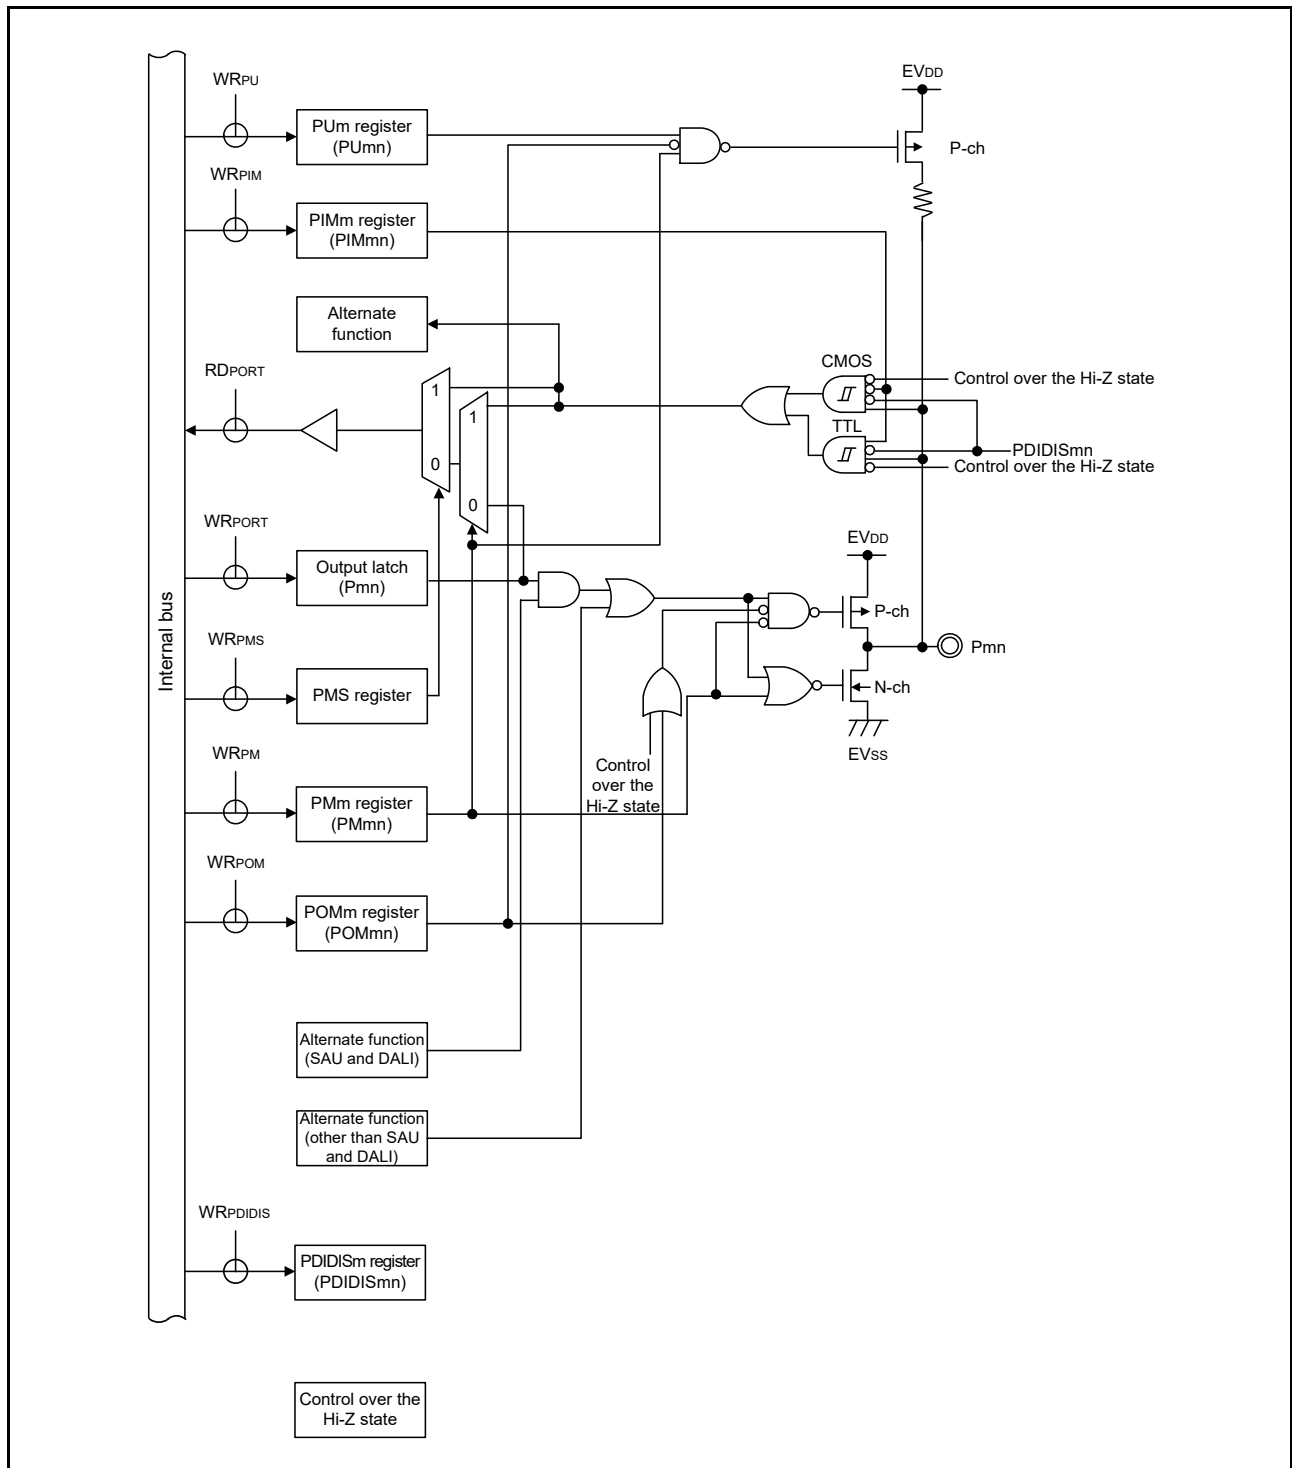 WRPU
EVDD
PUm register
(PUmn)
P-ch
WRPIM
PIMm register
(PIMmn)
Alternate
function
CMOS
RDPORT
1
Control over the Hi-Z state
1
TTL
PDIDISmn
0
Control over the Hi-Z state
0
WRPORT
EVDD
Output latch
(Pmn)
P-ch
Internal bus
WRPMS
Pmn
PMS register
N-ch
WRPM
EVSS
Control
over the
Hi-Z state
PMm register
(PMmn)
WRPOM
POMm register
(POMmn)
Alternate function
(SAU and DALI)
Alternate function
(other than SAU
and DALI)
WRPDIDIS
PDIDISm register
(PDIDISmn)
Control over the
Hi-Z state